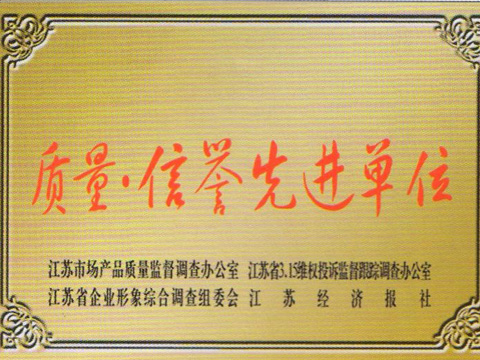 质量·信誉先进单位
江苏市场产品质量监督调查办公室 江苏省3.15维权投诉监督跟踪调查办公室
江苏省企业形象综合调查组委会 江苏经济报社